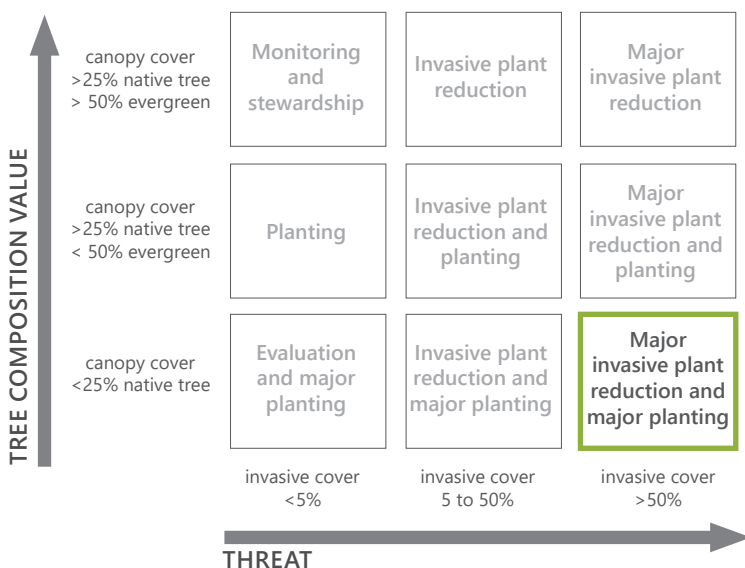 TREE COMPOSITION VALUE
canopy cover
>25% native tree
> 50% evergreen
Monitoring
and
stewardship
Invasive plant
reduction
Major
invasive plant
reduction
canopy cover
>25% native tree
< 50% evergreen
Planting
Invasive plant
reduction and
planting
Major
invasive plant
reduction and
planting
canopy cover
<25% native tree
Evaluation
and major
planting
Invasive plant
reduction and
major planting
Major
invasive plant
reduction and
major planting
invasive cover
<5%
invasive cover
5 to 50%
invasive cover
>50%
THREAT